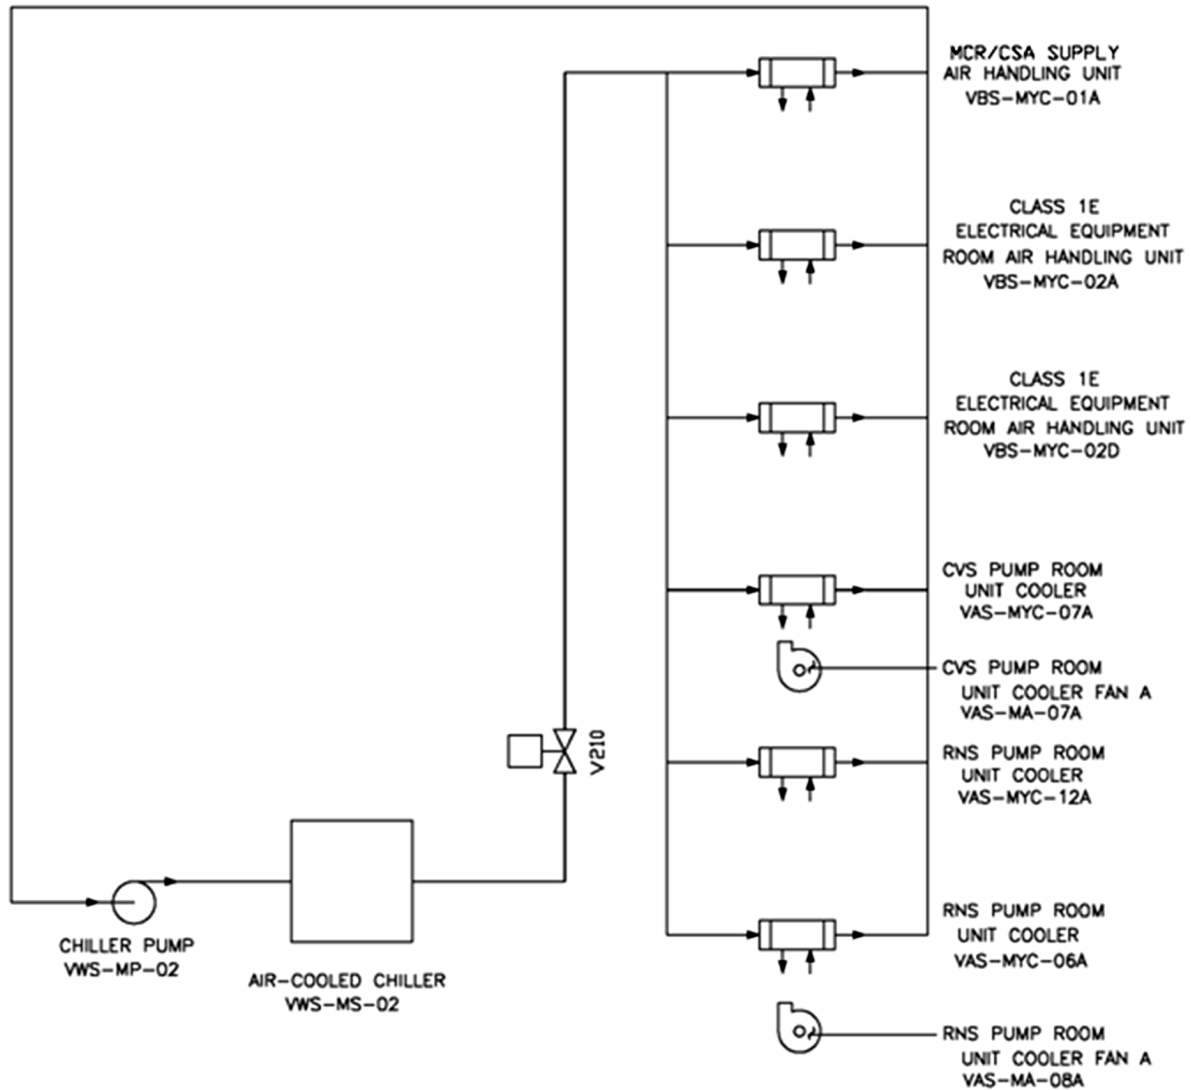 MCR/CSA SUPPLY
AIR HANDLING UNIT
VBS-MYC-01A
CLASS 1E
ELECTRICAL EQUIPMENT
ROOM AIR HANDLING UNIT
VBS-MYC-02A
CLASS 1E
ELECTRICAL EQUIPMENT
ROOM AIR HANDLING UNIT
VBS-MYC-02D
CVS PUMP ROOM
UNIT COOLER
VAS-MYC-07A
CVS PUMP ROOM
UNIT COOLER FAN A
VAS-MA-07A
V210
RNS PUMP ROOM
UNIT COOLER
VAS-MYC-12A
RNS PUMP ROOM
UNIT COOLER
VAS-MYC-06A
CHILLER PUMP
VWS-MP-02
AIR-COOLED CHILLER
VWS-MS-02
RNS PUMP ROOM
UNIT COOLER FAN A
VAS-MA-08A